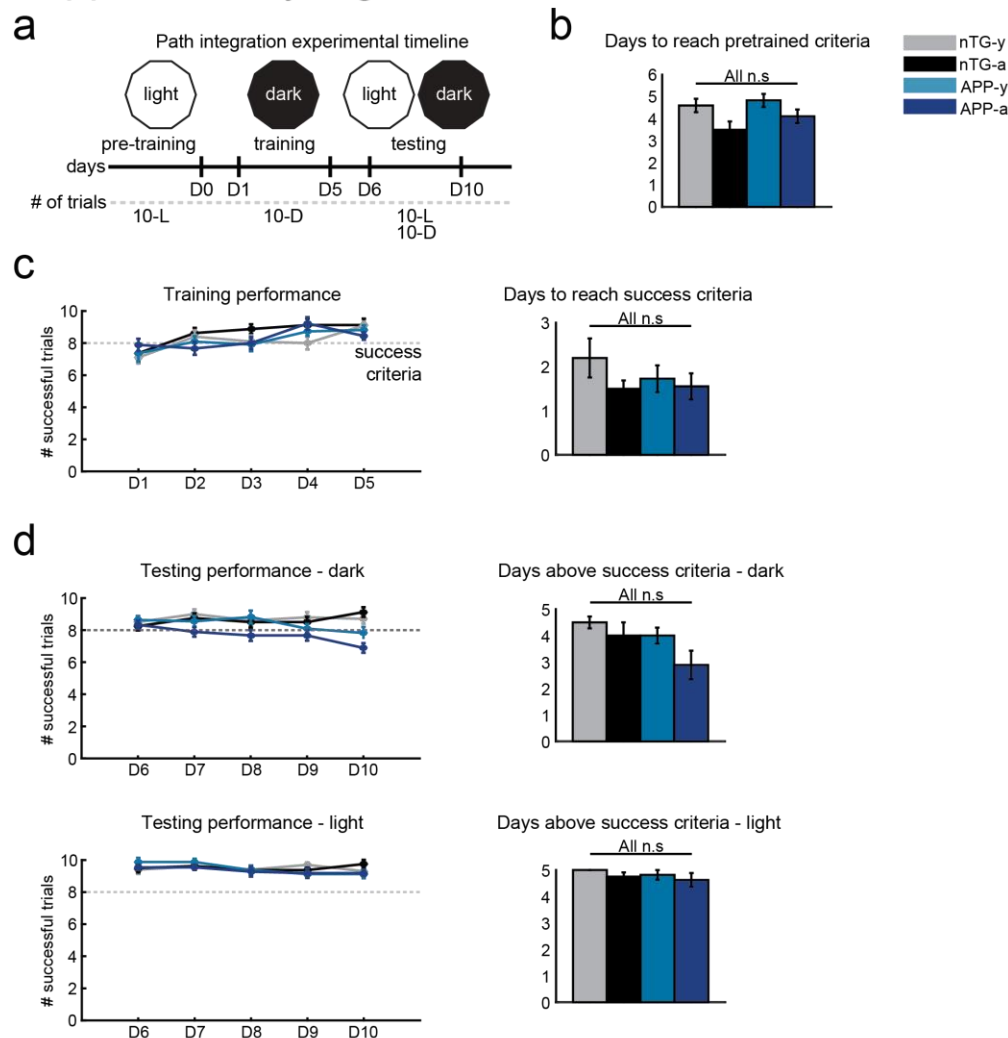 a
Path integration experimental timeline
light
dark
light
dark
pre-training
training
testing
days
D0
D1
D5
D6
D10
# of trials
10-L
10-D
10-L
10-D
b
Days to reach pretrained criteria
All n.s
6
5
4
3
2
1
0
nTG-y
nTG-a
APP-y
APP-a
c
Training performance
# successful trials
10
8
6
4
2
0
success
criteria
D1
D2
D3
D4
D5
Days to reach success criteria
All n.s
3
2
1
0
d
Testing performance - dark
# successful trials
10
8
6
4
2
0
D6
D7
D8
D9
D10
Days above success criteria - dark
All n.s
5
4
3
2
1
0
Testing performance - light
# successful trials
10
8
6
4
2
0
D6
D7
D8
D9
D10
Days above success criteria - light
All n.s
5
4
3
2
1
0